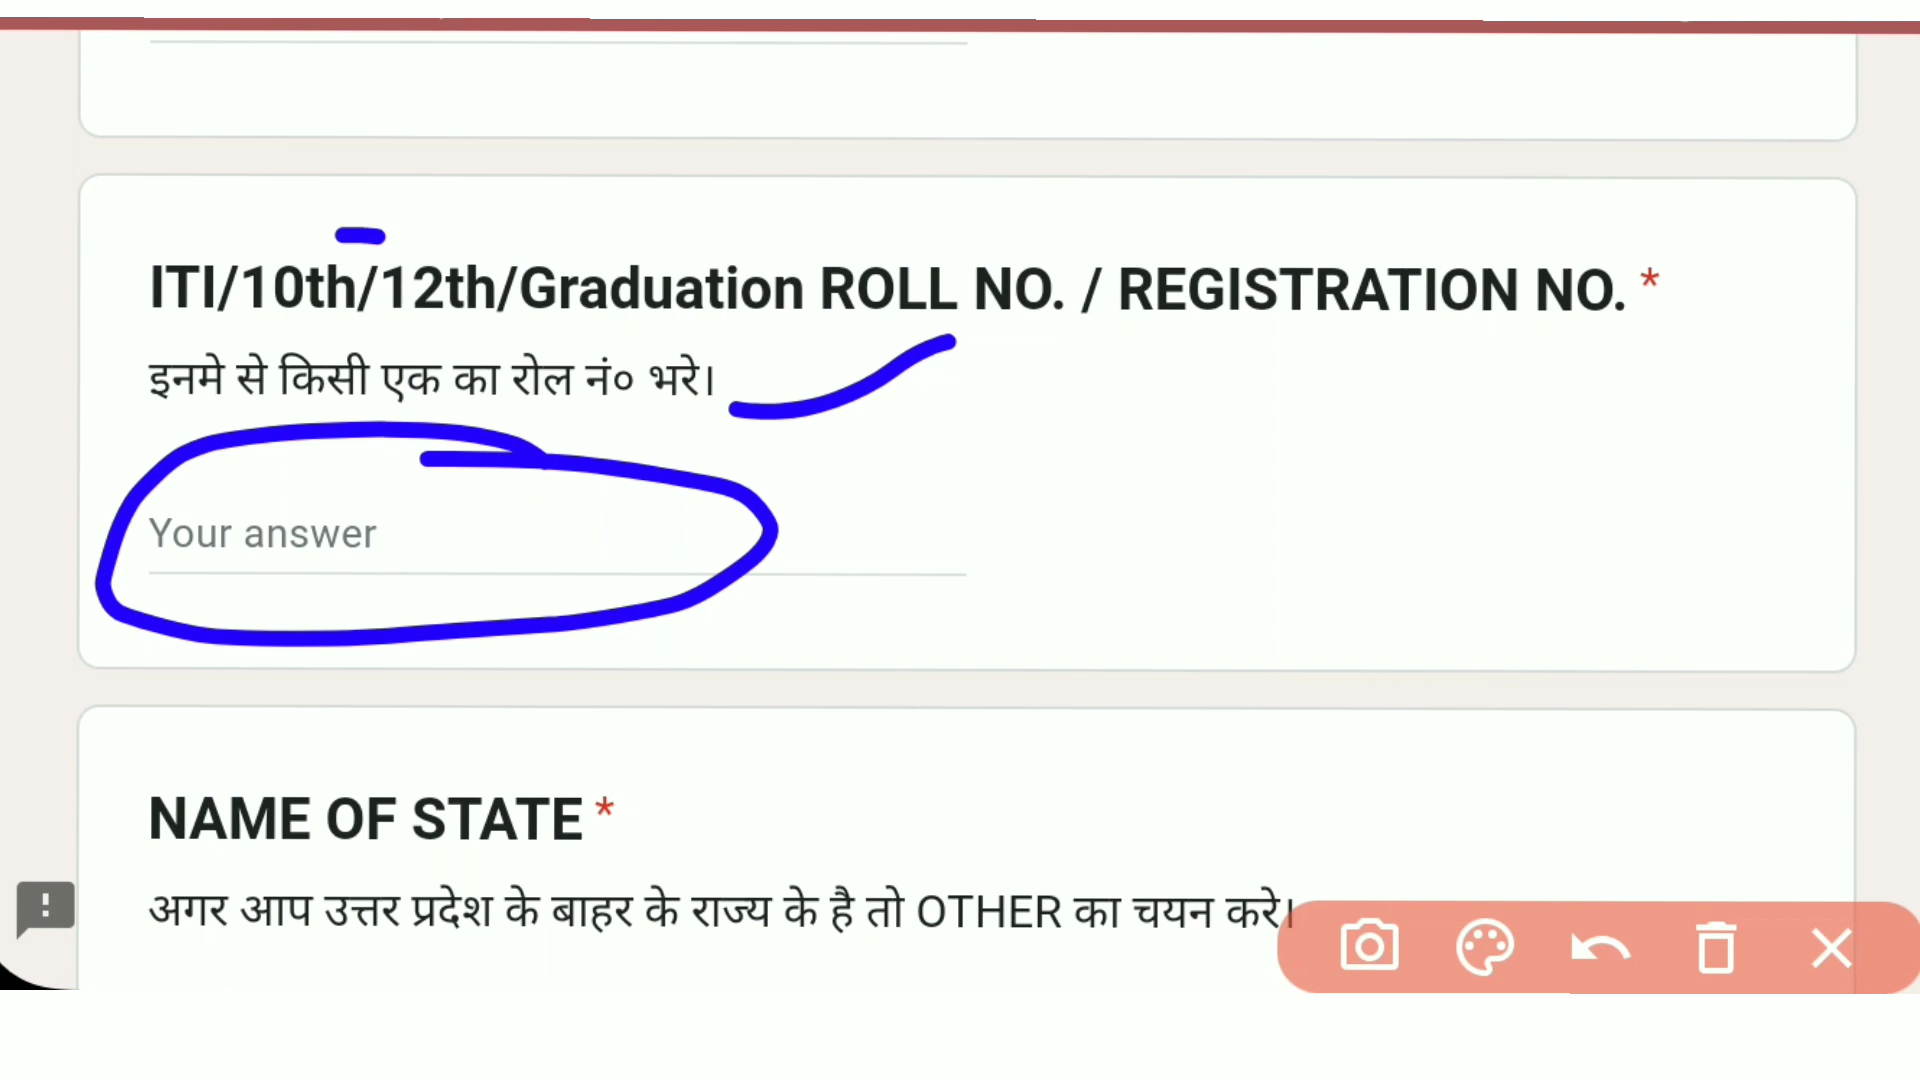 ITI/10th/12th/Graduation ROLL NO. / REGISTRATION NO. *
इनमे से किसी एक का रोल नं० भरे।
Your answer
NAME OF STATE *
अगर आप उत्तर प्रदेश के बाहर के राज्य के है तो OTHER का चयन करे।